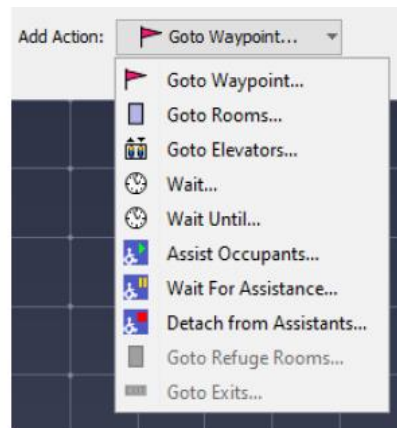 Add Action: Goto Waypoint...
Goto Waypoint...
Goto Rooms...
Goto Elevators...
Wait...
Wait Until...
Assist Occupants...
Wait For Assistance...
Detach from Assistants...
Goto Refuge Rooms...
Goto Exits...